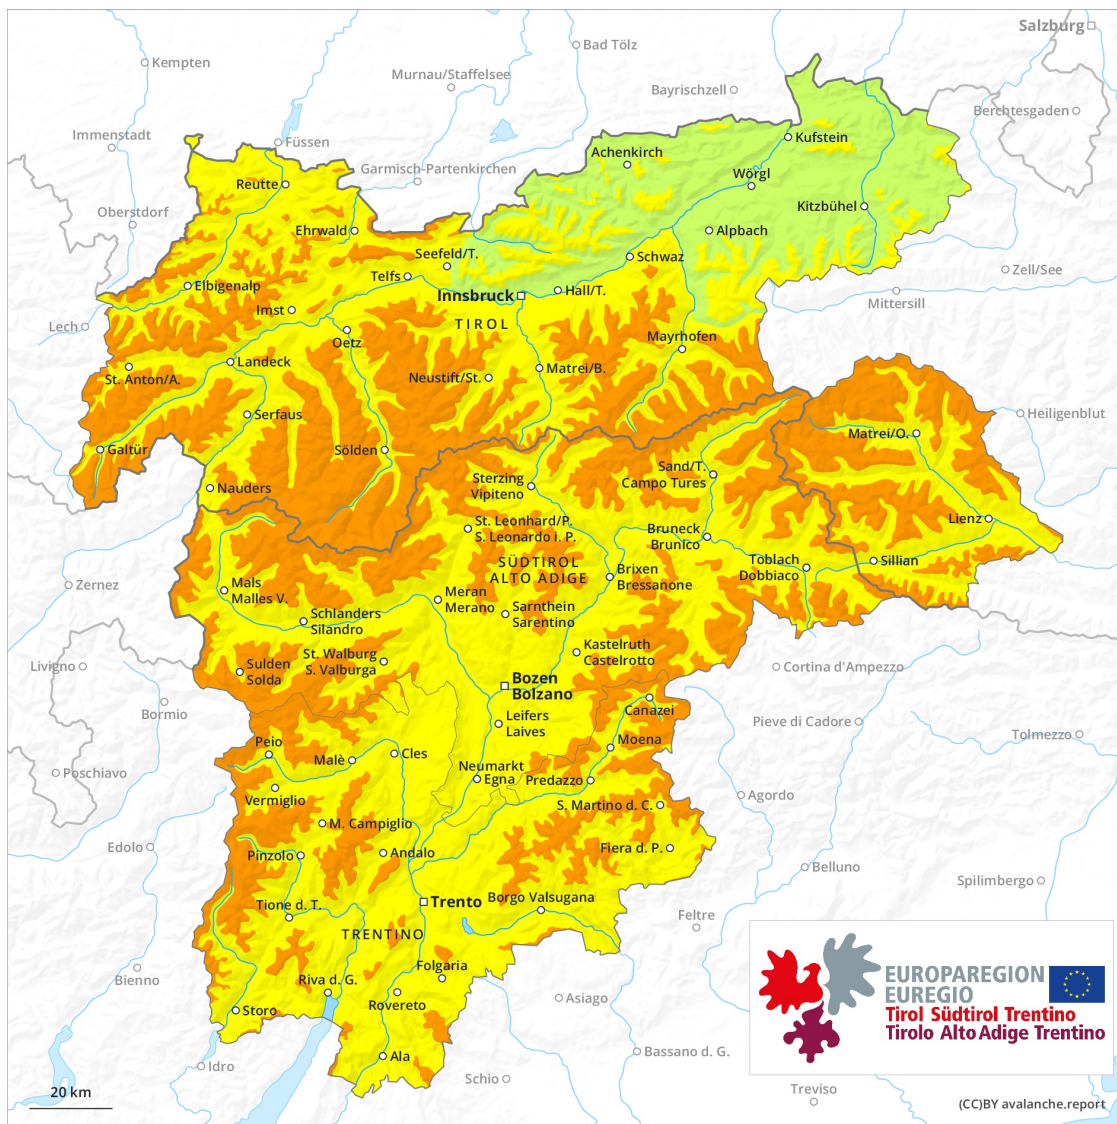 Salzburg
Bad Tölz
Kempten
Murnau/Staffelsee
Bayrischzell
Berchtesgaden
Immenstadt
Füssen
Kufstein
Achenkirch
Garmisch-Partenkirchen
Wörgl
Reutte
Oberstdorf
Kitzbühel
Ehrwald
Alpbach
Seefeld/T.
Schwaz
Zell/See
Telfs
Elbigenalp
Hall/T.
Innsbruck
Mittersill
Imst
TIROL
Lech
Oetz
Mayrhofen
Landeck
Matrei/B.
St. Anton/A.
Neustift/St.
Serfaus
Heiligenblut
Matrei/O.
Galtür
Sölden
Sand/T.
Campo Tures
Sterzing
Vipiteno
Nauders
Lienz
St. Leonhard/P.
S. Leonardo i. P.
Bruneck
Brunico
SÜDTIROL
ALTO ADIGE
Toblach
Dobbiaco
Sillian
Brixen
Bressanone
Zernez
Mals
Malles V.
Meran
Merano
Sarnthein
Sarentino
Schlanders
Silandro
Kastelruth
Castelrotto
St. Walburg
S. Valburga
Livigno
Sulden
Solda
Cortina d'Ampezzo
Bozen
Bolzano
Canazei
Bormio
Leifers
Laives
Pieve di Cadore
Tolmezzo
Moena
Peio
Malè
Cles
Neumarkt
Egna
Predazzo
Poschiavo
Vermiglio
Agordo
S. Martino d. C.
M. Campiglio
Edolo
Pinzolo
Andalo
Fiera d. P.
Belluno
Spilimbergo
Trento
Borgo Valsugana
Tione d. T.
Feltre
TRENTINO
Folgaria
Bienno
Riva d. G.
Rovereto
Asiago
Storo
Ala
Bassano d. G.
Idro
Schio
Treviso
EUROPAREGION
EUREGIO
Tirol Südtirol Trentino
Tirolo Alto Adige Trentino
20 km
(CC)BY avalanche.report